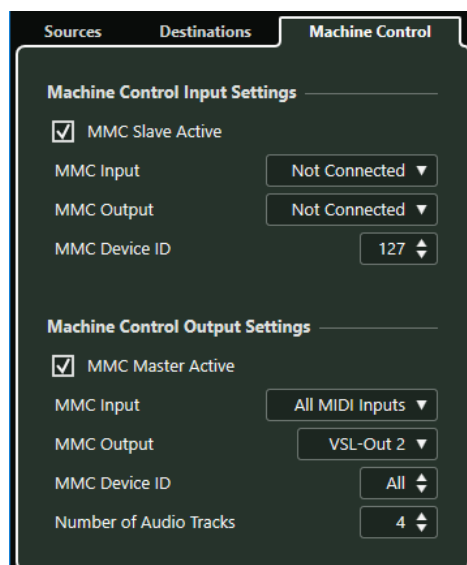 Sources Destinations Machine Control
Machine Control Input Settings
MMC Slave Active
MMC Input Not Connected
MMC Output Not Connected
MMC Device ID 127
Machine Control Output Settings
MMC Master Active
MMC Input All MIDI Inputs
MMC Output VSL-Out 2
MMC Device ID All
Number of Audio Tracks 4